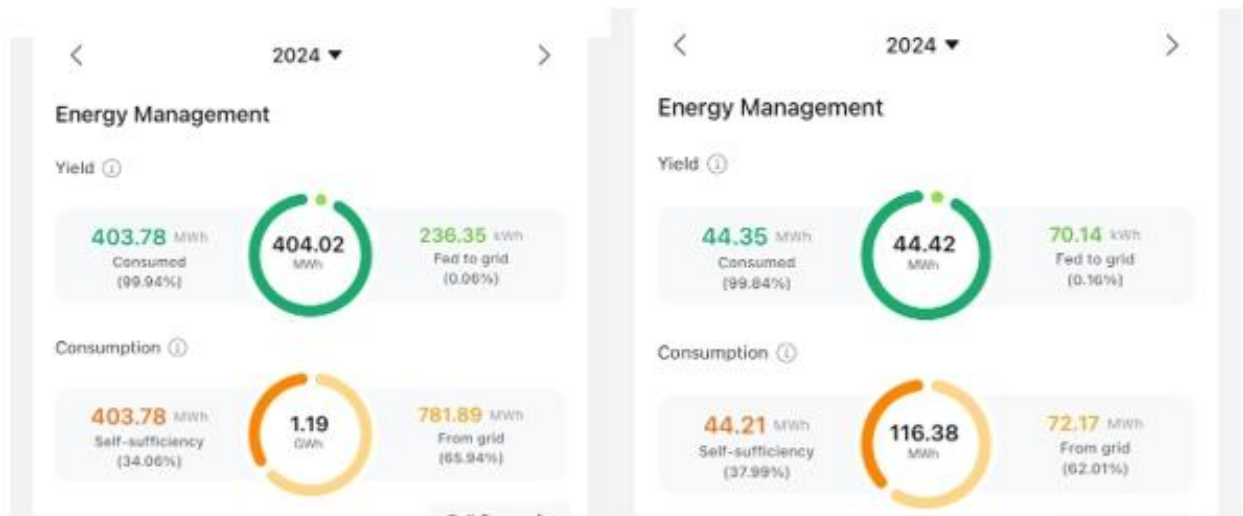 2024
Energy Management
Yield
403.78 MWh
Consumed
(99.94%)
404.02
MWh
236.35 kWh
Fed to grid
(0.06%)
Consumption
403.78 MWh
Self-sufficiency
(34.06%)
1.19
GWh
781.89 MWh
From grid
(65.94%)
2024
Energy Management
Yield
44.35 MWh
Consumed
(99.84%)
44.42
MWh
70.14 kWh
Fed to grid
(0.16%)
Consumption
44.21 MWh
Self-sufficiency
(37.99%)
116.38
MWh
72.17 MWh
From grid
(62.01%)